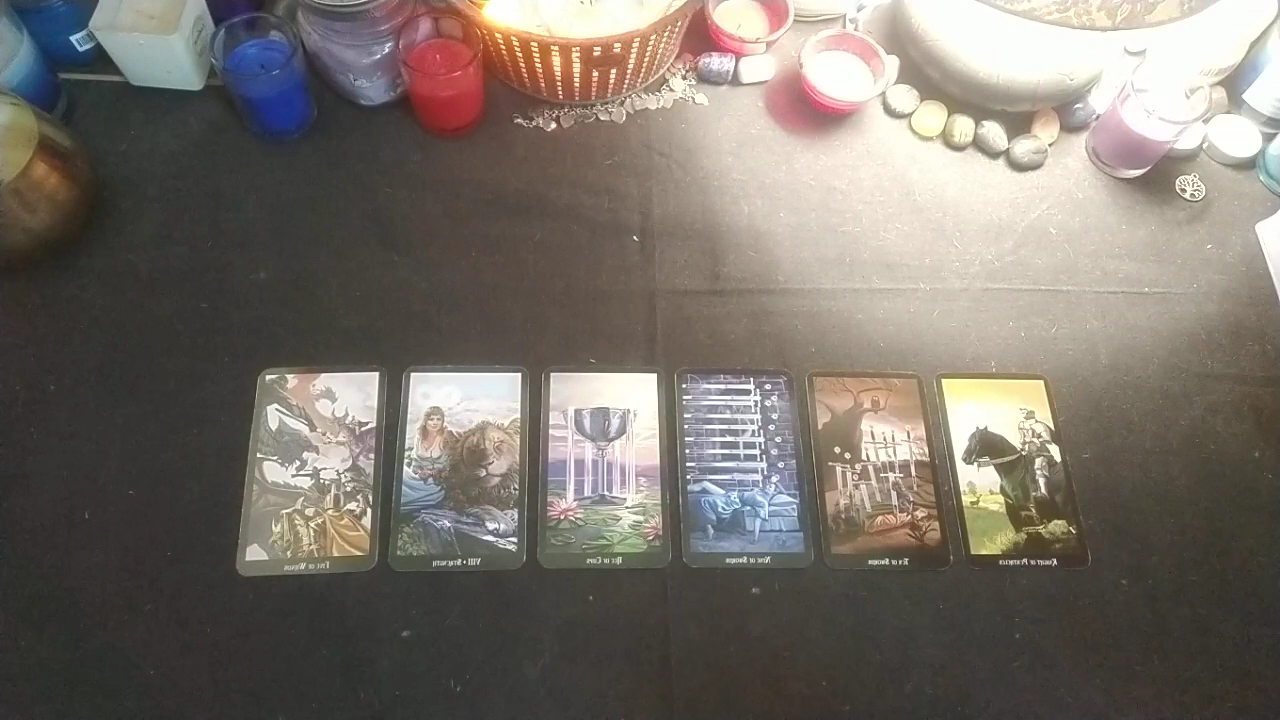 Five of Wands
VIII • Strength
Ace of Cups
Nine of Swords
Ten of Swords
Knight of Pentacles